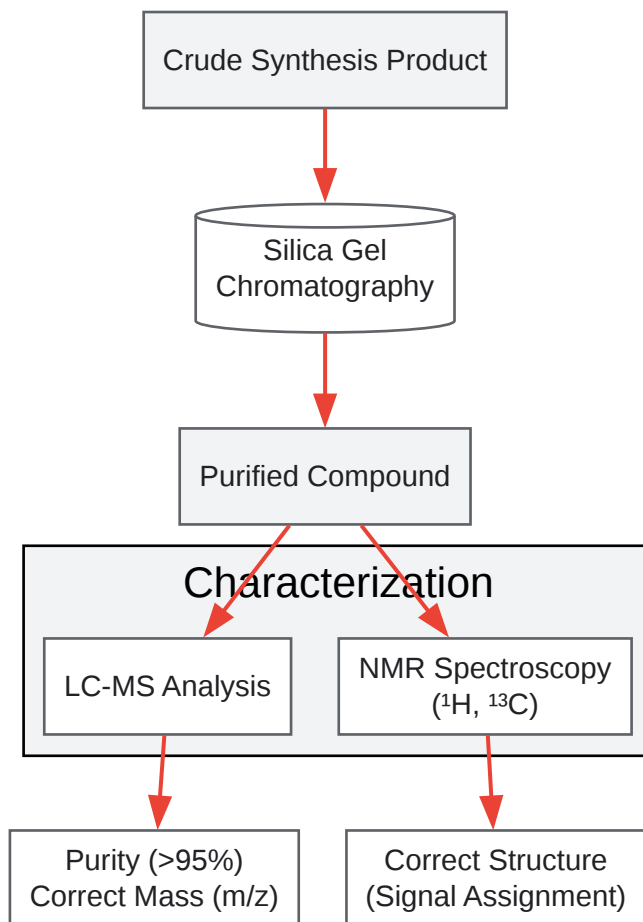 Crude Synthesis Product
Silica Gel
Chromatography
Purified Compound
Characterization
LC-MS Analysis
NMR Spectroscopy
(¹H, ¹³C)
Purity (>95%)
Correct Mass (m/z)
Correct Structure
(Signal Assignment)